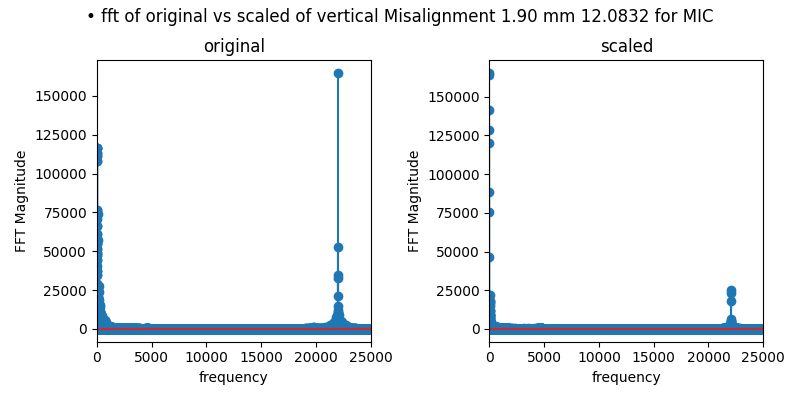 • fft of original vs scaled of vertical Misalignment 1.90 mm 12.0832 for MIC
original
FFT Magnitude
150000
125000
100000
75000
50000
25000
0
0 5000 10000 15000 20000 25000
frequency
scaled
FFT Magnitude
150000
125000
100000
75000
50000
25000
0
0 5000 10000 15000 20000 25000
frequency